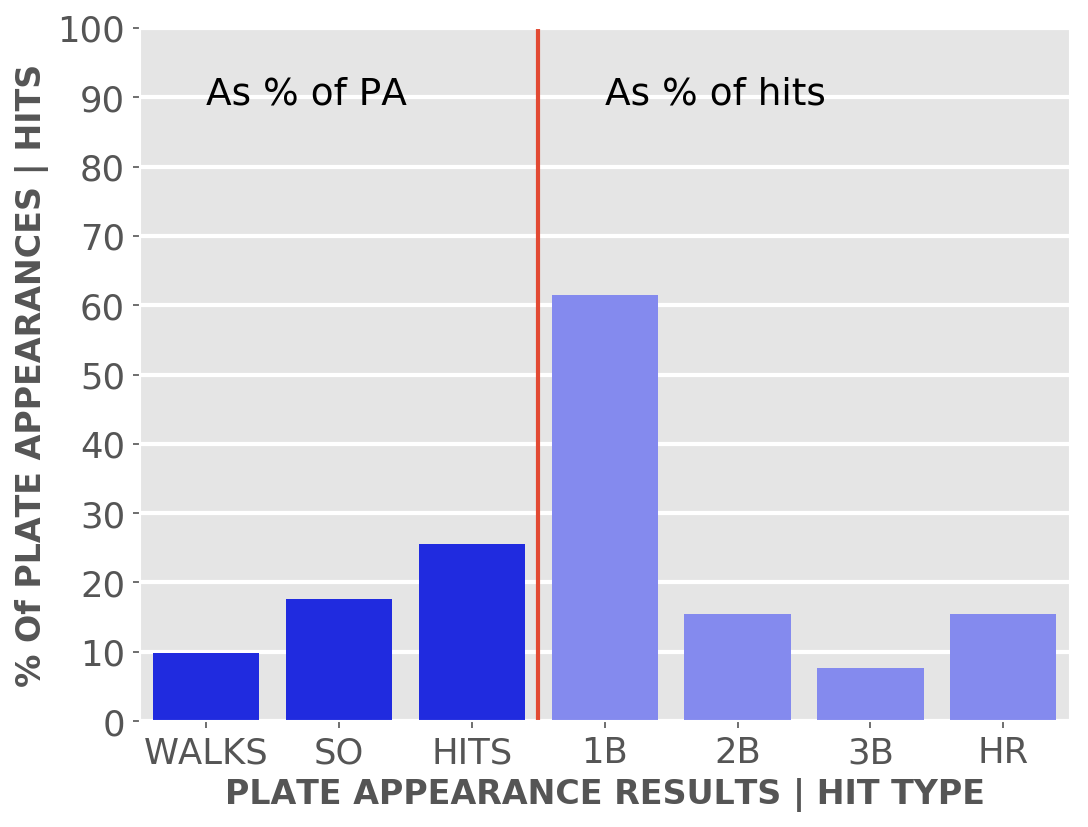 % Of PLATE APPEARANCES | HITS
100
90
80
70
60
50
40
30
20
10
0
As % of PA
As % of hits
WALKS SO HITS 1B 2B 3B HR
PLATE APPEARANCE RESULTS | HIT TYPE